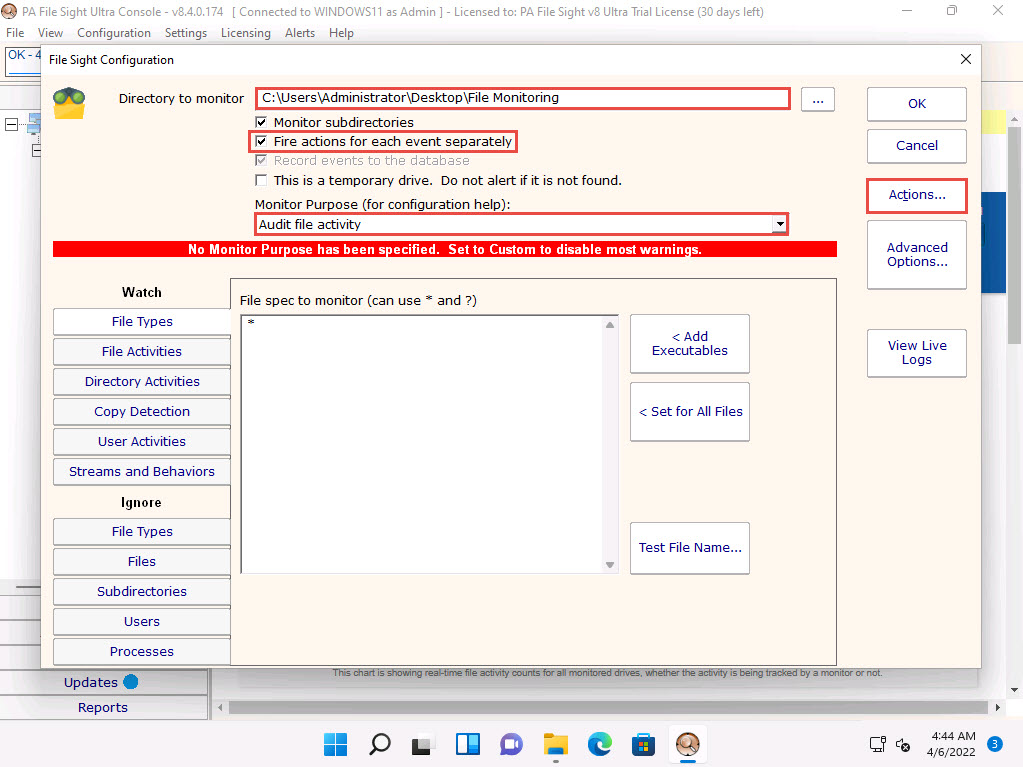 PA File Sight Ultra Console - v8.4.0.174 [ Connected to WINDOWS11 as Admin ] - Licensed to: PA File Sight v8 Ultra Trial License (30 days left)
File View Configuration Settings Licensing Alerts Help
OK - 4
File Sight Configuration
Directory to monitor C:\Users\Administrator\Desktop\File Monitoring ...
OK
Monitor subdirectories
Fire actions for each event separately
Cancel
Record events to the database
This is a temporary drive. Do not alert if it is not found.
Actions...
Monitor Purpose (for configuration help):
Audit file activity
Advanced
Options...
No Monitor Purpose has been specified. Set to Custom to disable most warnings.
Watch
File Types
File Activities
Directory Activities
Copy Detection
User Activities
Streams and Behaviors
Ignore
File Types
Files
Subdirectories
Users
Processes
File spec to monitor (can use * and ?)
*
< Add
Executables
< Set for All Files
Test File Name...
View Live
Logs
This chart is showing real-time file activity counts for all monitored drives, whether the activity is being tracked by a monitor or not.
Updates
Reports
4:44 AM
4/6/2022
3